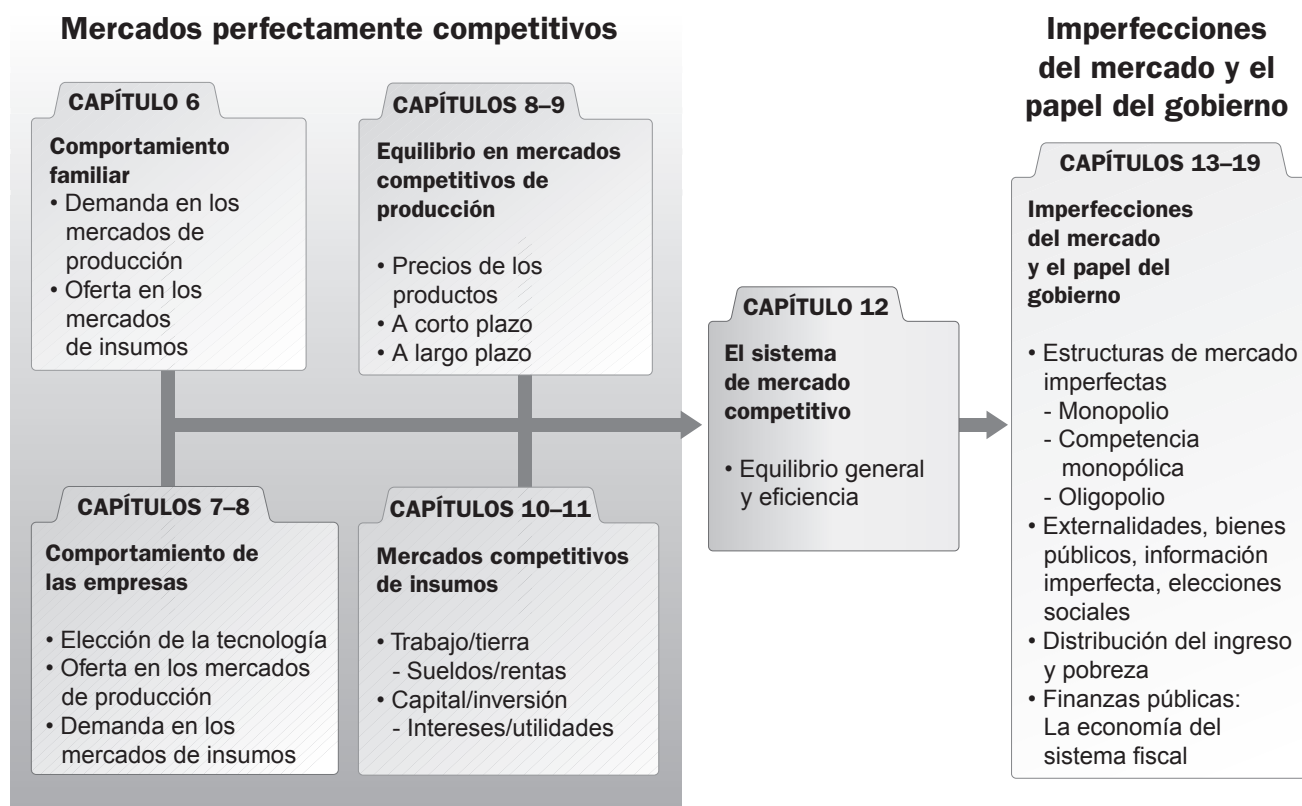 Mercados perfectamente competitivos
CAPÍTULO 6
Comportamiento
familiar
• Demanda en los
mercados de
producción
• Oferta en los
mercados
de insumos
CAPÍTULOS 8–9
Equilibrio en mercados
competitivos de
producción
• Precios de los
productos
• A corto plazo
• A largo plazo
CAPÍTULOS 7–8
Comportamiento de
las empresas
• Elección de la tecnología
• Oferta en los mercados
de producción
• Demanda en los
mercados de insumos
CAPÍTULOS 10–11
Mercados competitivos
de insumos
• Trabajo/tierra
- Sueldos/rentas
• Capital/inversión
- Intereses/utilidades
CAPÍTULO 12
El sistema
de mercado
competitivo
• Equilibrio general
y eficiencia
Imperfecciones
del mercado y el
papel del gobierno
CAPÍTULOS 13–19
Imperfecciones
del mercado
y el papel del
gobierno
• Estructuras de mercado
imperfectas
- Monopolio
- Competencia
monopólica
- Oligopolio
• Externalidades, bienes
públicos, información
imperfecta, elecciones
sociales
• Distribución del ingreso
y pobreza
• Finanzas públicas:
La economía del
sistema fiscal